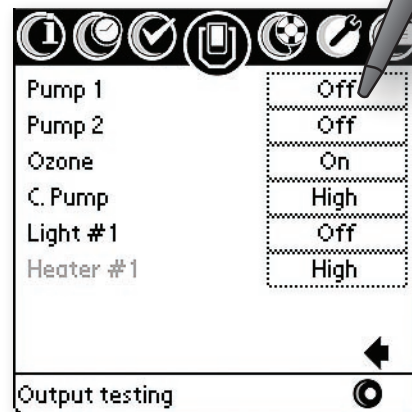 Pump 1 Off
Pump 2 Off
Ozone On
C. Pump High
Light #1 Off
Heater #1 High
Output testing